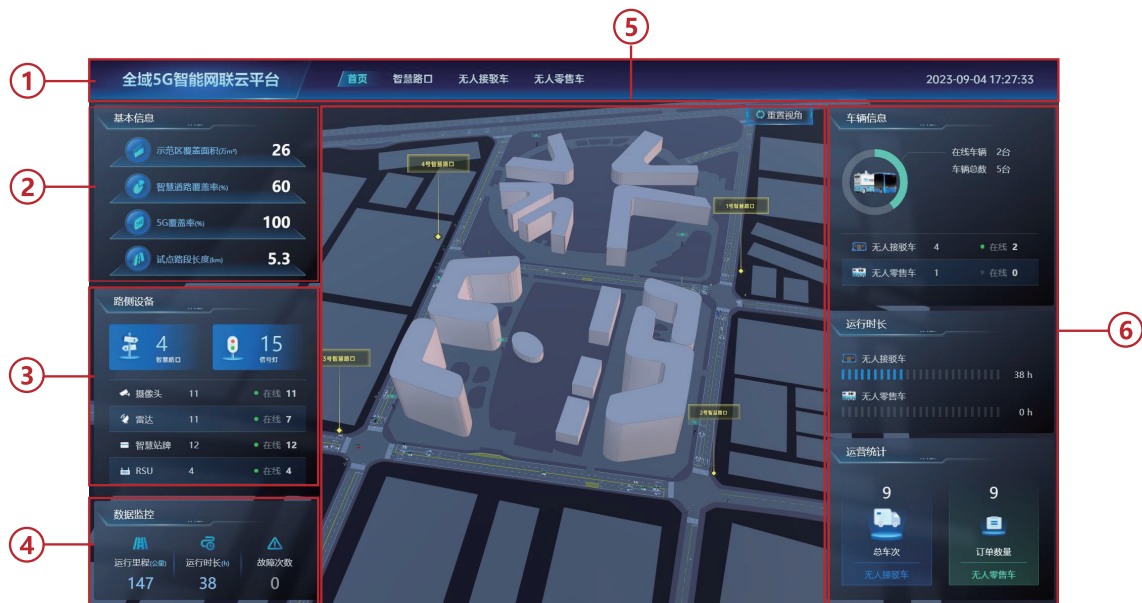 ⑤
①
全域5G智能网联云平台 首页 智慧路口 无人接驳车 无人零售车 2023-09-04 17:27:33
②
基本信息
示范区覆盖面积(万m²) 26
智慧道路覆盖率(%) 60
5G覆盖率(%) 100
试点路段长度(km) 5.3
③
路侧设备
4 智慧路口
15 信号灯
摄像头 11 在线 11
雷达 11 在线 7
智慧站牌 12 在线 12
RSU 4 在线 4
④
数据监控
运行里程(公里) 运行时长(h) 故障次数
147 38 0
重置视角
4号智慧路口
1号智慧路口
3号智慧路口
2号智慧路口
⑥
车辆信息
在线车辆 2台
车辆总数 5台
无人接驳车 4 在线 2
无人零售车 1 在线 0
运行时长
无人接驳车
38 h
无人零售车
0 h
运营统计
9 9
总车次 订单数量
无人接驳车 无人零售车